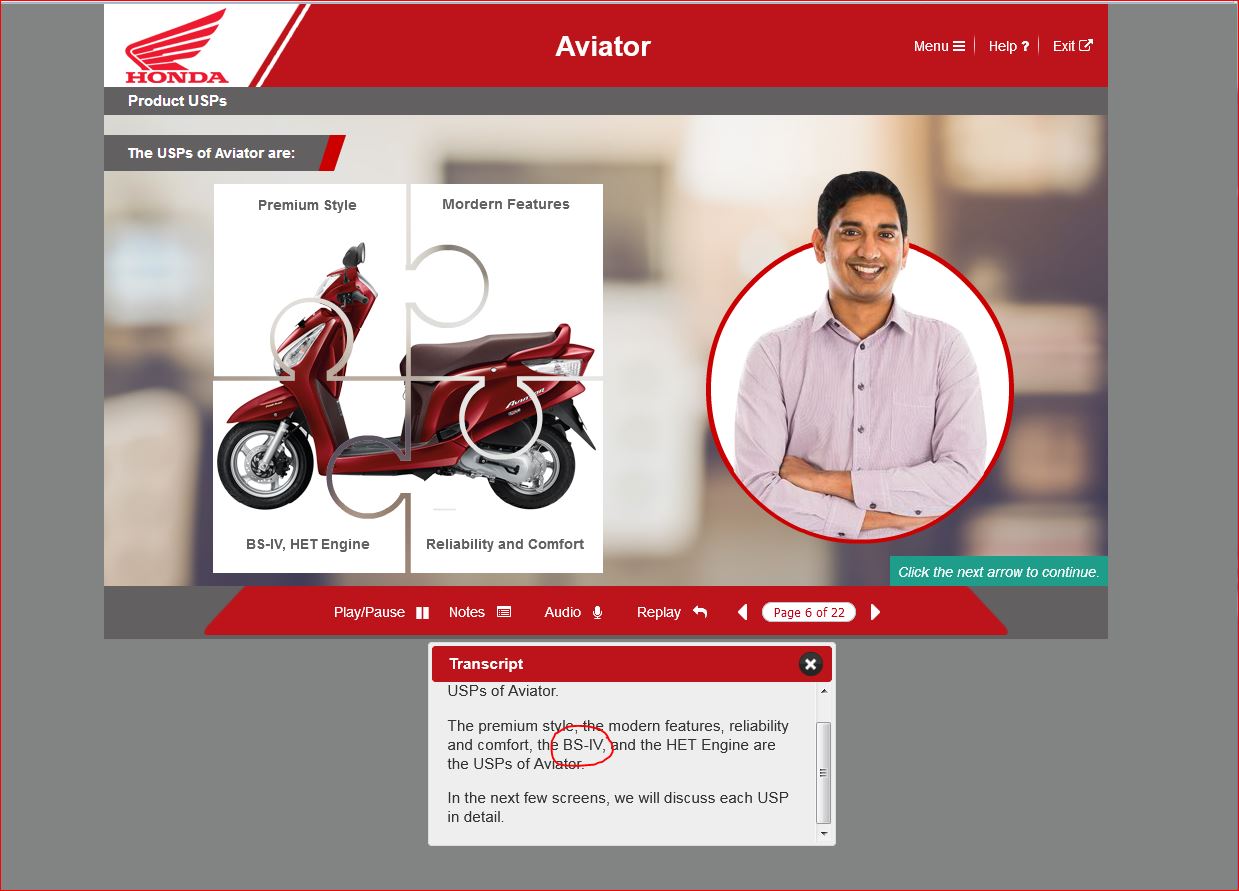 HONDA
Aviator
Menu
Help ?
Exit
Product USPs
The USPs of Aviator are:
Premium Style
Mordern Features
Aviator
BS-IV, HET Engine
Reliability and Comfort
Click the next arrow to continue.
Play/Pause
Notes
Audio
Replay
Page 6 of 22
Transcript
USPs of Aviator.
The premium style, the modern features, reliability
and comfort, the BS-IV, and the HET Engine are
the USPs of Aviator.
In the next few screens, we will discuss each USP
in detail.